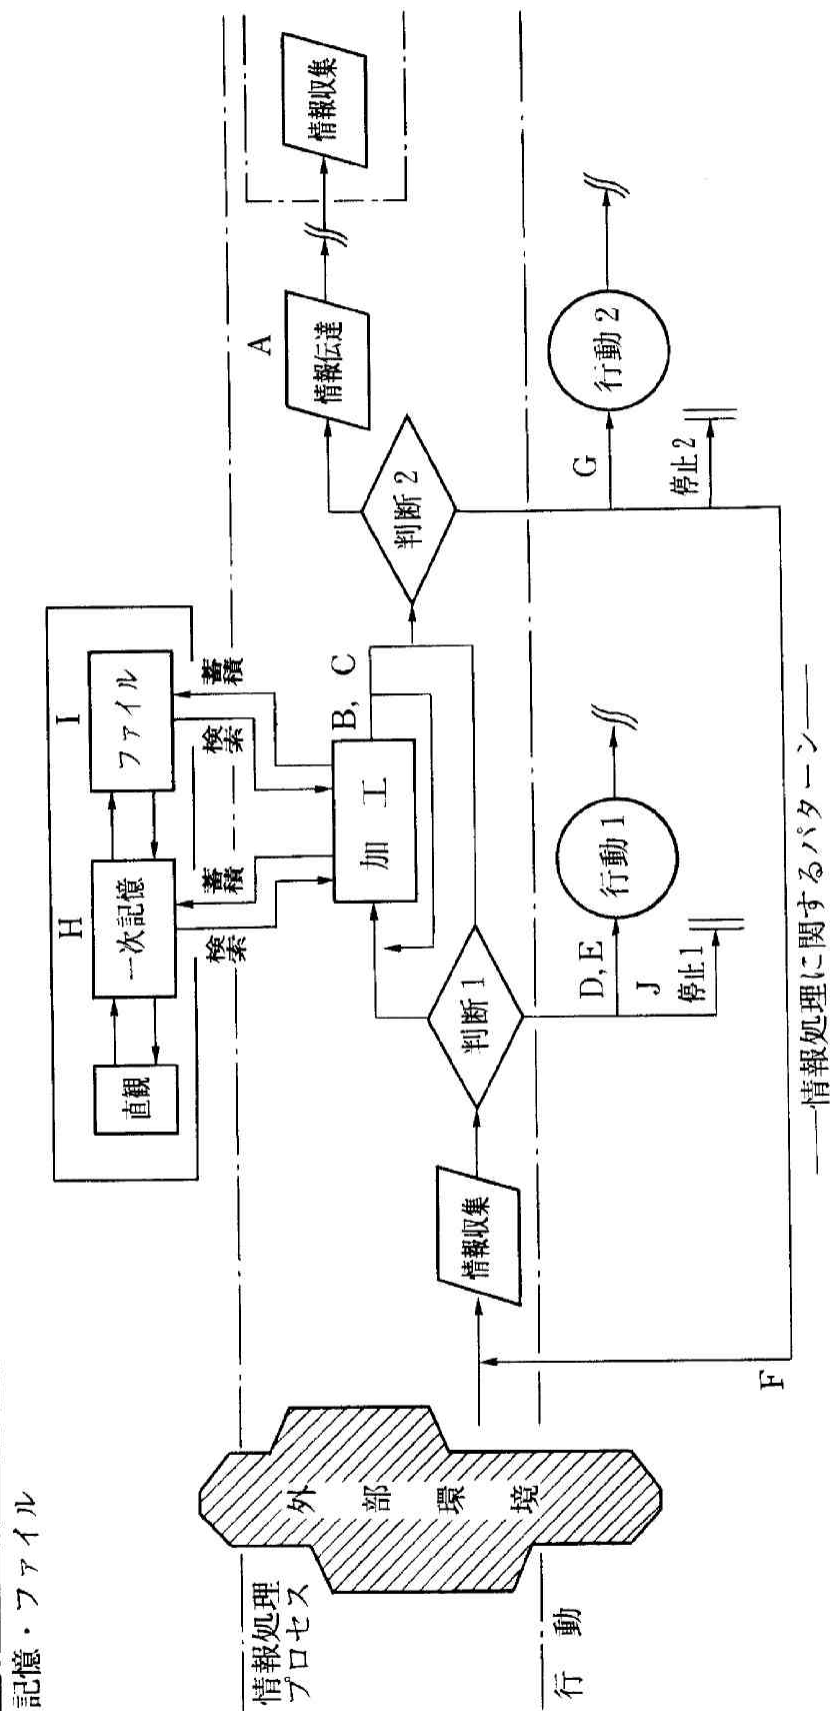 記憶・ファイル
情報処理
プロセス
行 動
外 部 環 境
F
情報収集
判断1
D, E
J
停止1
行動1
直観
H
一次記憶
I
ファイル
検索
蓄積
検索
蓄積
加 工
B, C
判断2
G
停止2
行動2
A
情報伝達
情報収集
——情報処理に関するパターン——